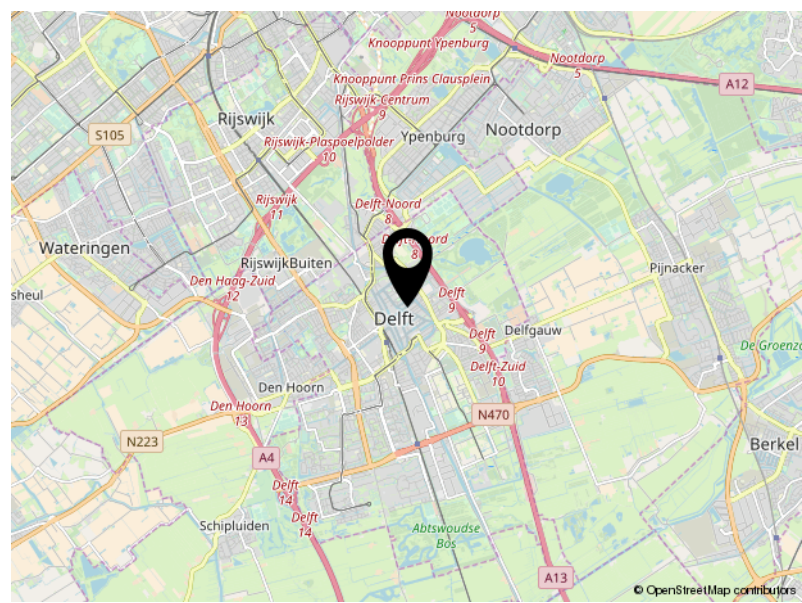 Nootdorp
5
Knooppunt Ypenburg
Nootdorp
5
Knooppunt Prins Clausplein
A12
Rijswijk-Centrum
9
Rijswijk
S105
Ypenburg
Nootdorp
Rijswijk-Plaspoelpolder
10
Rijswijk
11
Delft-Noord
8
Wateringen
Delft-Noord
8
RijswijkBuiten
Pijnacker
Den Haag-Zuid
12
sheul
Delft
9
Delft
Delft
9
Delfgauw
De Groenzo
Delft-Zuid
10
Den Hoorn
Den Hoorn
13
N470
N223
Berkel
A4
Delft
14
Delft
14
Schipluiden
Abtswoudse
Bos
A13
© OpenStreetMap contributors